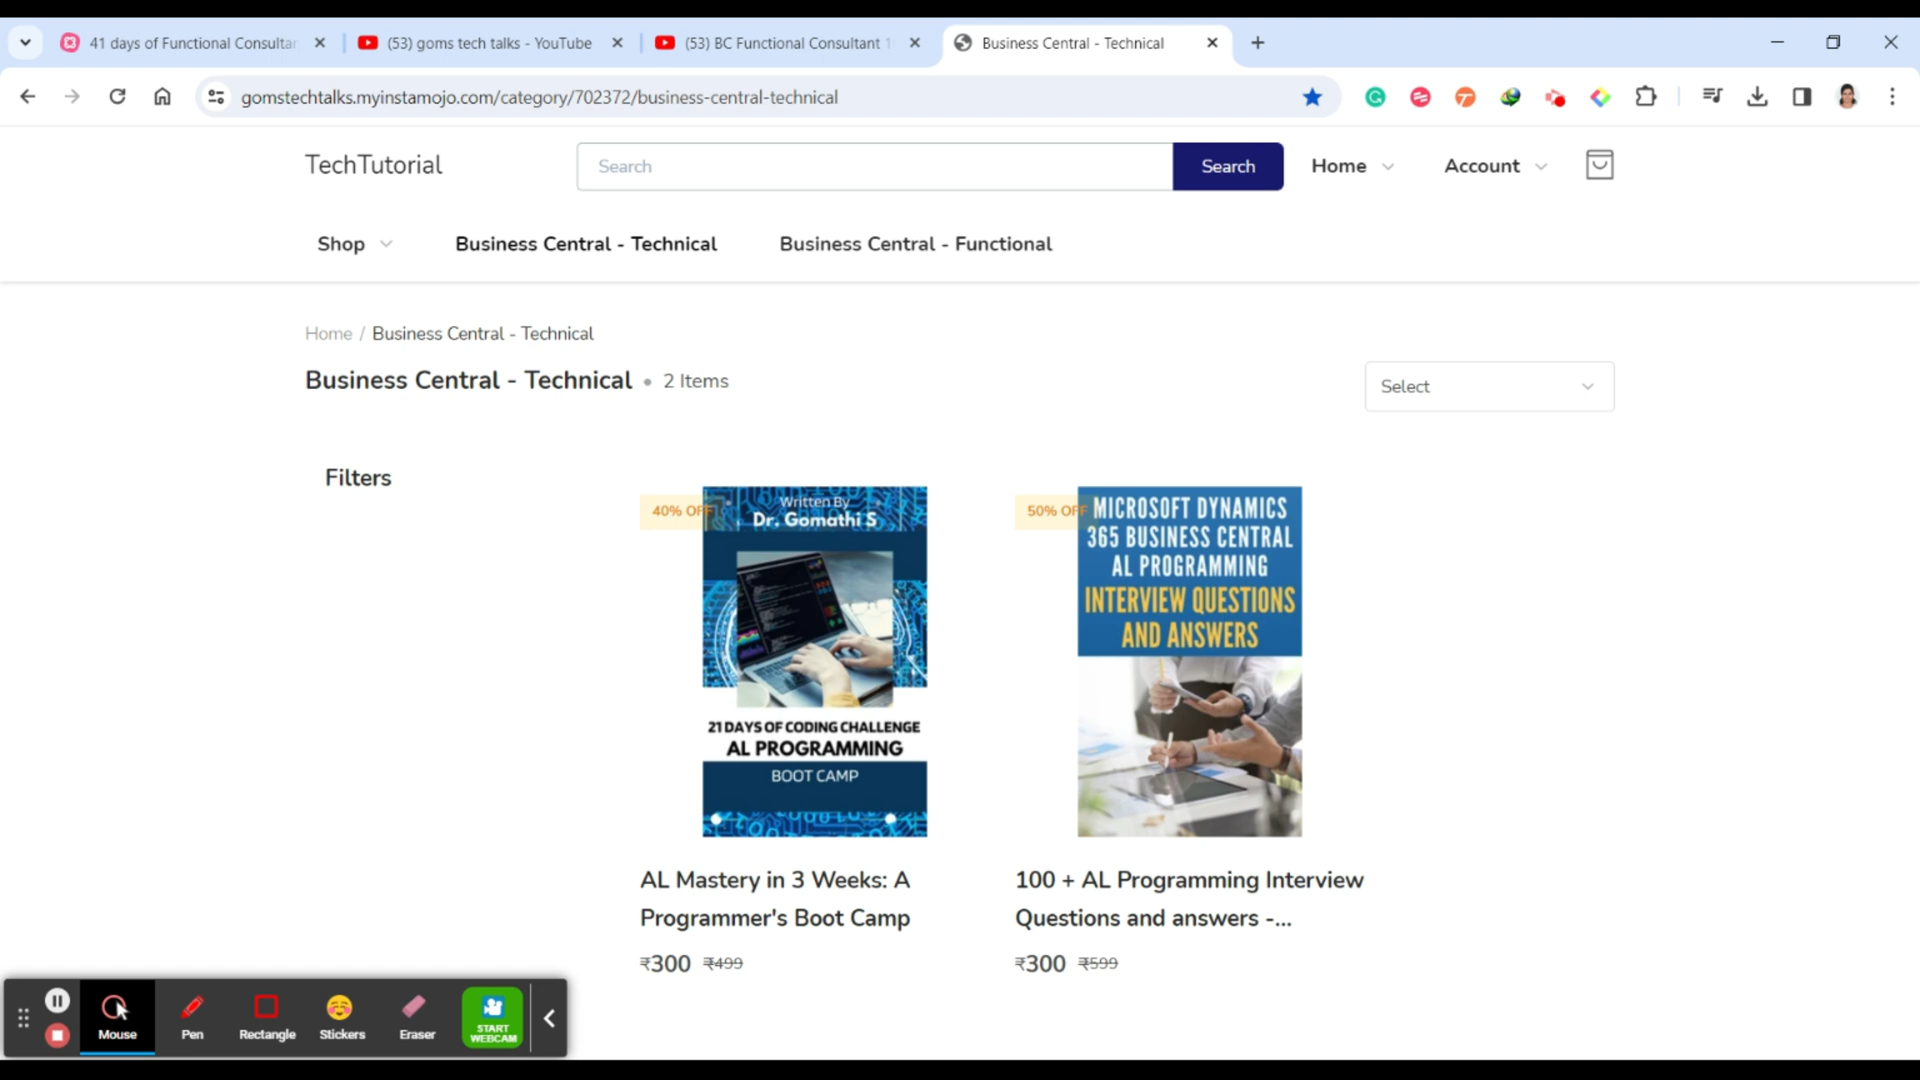 41 days of Functional Consultan
(53) goms tech talks - YouTube
(53) BC Functional Consultant 1
Business Central - Technical
gomstechtalks.myinstamojo.com/category/702372/business-central-technical
TechTutorial
Search
Search
Home
Account
Shop
Business Central - Technical
Business Central - Functional
Home / Business Central - Technical
Business Central - Technical • 2 Items
Select
Filters
40% OFF
Written By
Dr. Gomathi S
21 DAYS OF CODING CHALLENGE
AL PROGRAMMING
BOOT CAMP
50% OFF
MICROSOFT DYNAMICS
365 BUSINESS CENTRAL
AL PROGRAMMING
INTERVIEW QUESTIONS
AND ANSWERS
AL Mastery in 3 Weeks: A
Programmer's Boot Camp
₹300 ₹499
100 + AL Programming Interview
Questions and answers -...
₹300 ₹599
Mouse
Pen
Rectangle
Stickers
Eraser
START
WEBCAM